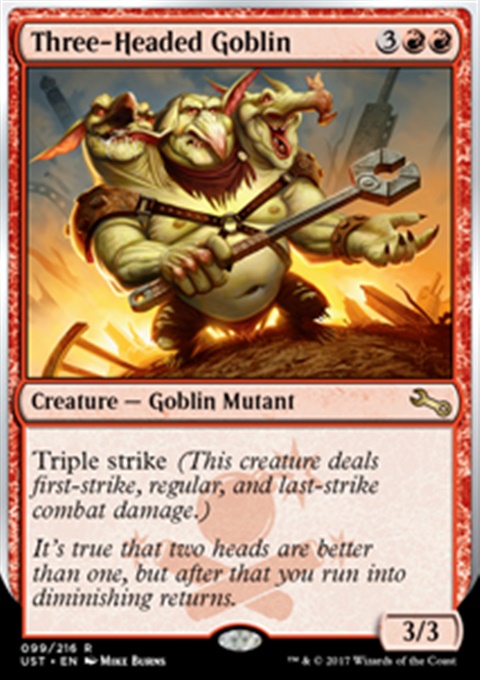 Three-Headed Goblin 3
Creature — Goblin Mutant
Triple strike (This creature deals
first-strike, regular, and last-strike
combat damage.)
It's true that two heads are better
than one, but after that you run into
diminishing returns.
3/3
099/216 R
UST • EN Mike Burns
™ & © 2017 Wizards of the Coast